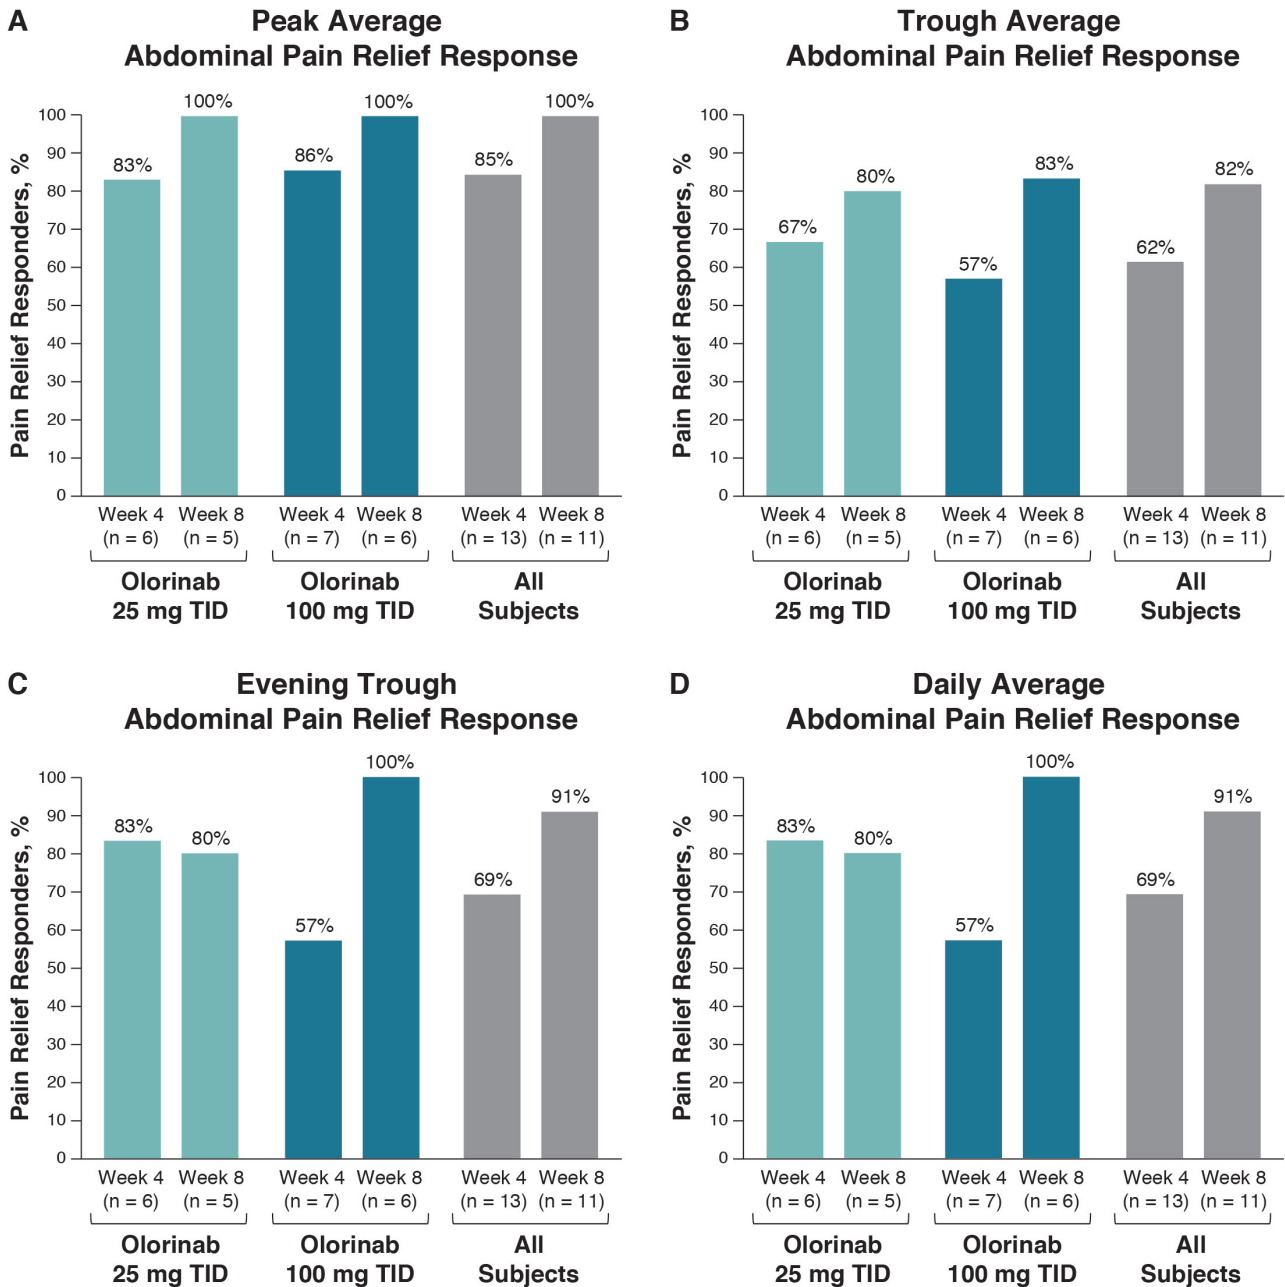 A
Peak Average
Abdominal Pain Relief Response
Pain Relief Responders, %
100
90
80
70
60
50
40
30
20
10
0
83%
100%
86%
100%
85%
100%
Week 4 Week 8 Week 4 Week 8 Week 4 Week 8
(n = 6) (n = 5) (n = 7) (n = 6) (n = 13) (n = 11)
Olorinab Olorinab All
25 mg TID 100 mg TID Subjects
B
Trough Average
Abdominal Pain Relief Response
Pain Relief Responders, %
100
90
80
70
60
50
40
30
20
10
0
67%
80%
57%
83%
62%
82%
Week 4 Week 8 Week 4 Week 8 Week 4 Week 8
(n = 6) (n = 5) (n = 7) (n = 6) (n = 13) (n = 11)
Olorinab Olorinab All
25 mg TID 100 mg TID Subjects
C
Evening Trough
Abdominal Pain Relief Response
Pain Relief Responders, %
100
90
80
70
60
50
40
30
20
10
0
83%
80%
57%
100%
69%
91%
Week 4 Week 8 Week 4 Week 8 Week 4 Week 8
(n = 6) (n = 5) (n = 7) (n = 6) (n = 13) (n = 11)
Olorinab Olorinab All
25 mg TID 100 mg TID Subjects
D
Daily Average
Abdominal Pain Relief Response
Pain Relief Responders, %
100
90
80
70
60
50
40
30
20
10
0
83%
80%
57%
100%
69%
91%
Week 4 Week 8 Week 4 Week 8 Week 4 Week 8
(n = 6) (n = 5) (n = 7) (n = 6) (n = 13) (n = 11)
Olorinab Olorinab All
25 mg TID 100 mg TID Subjects